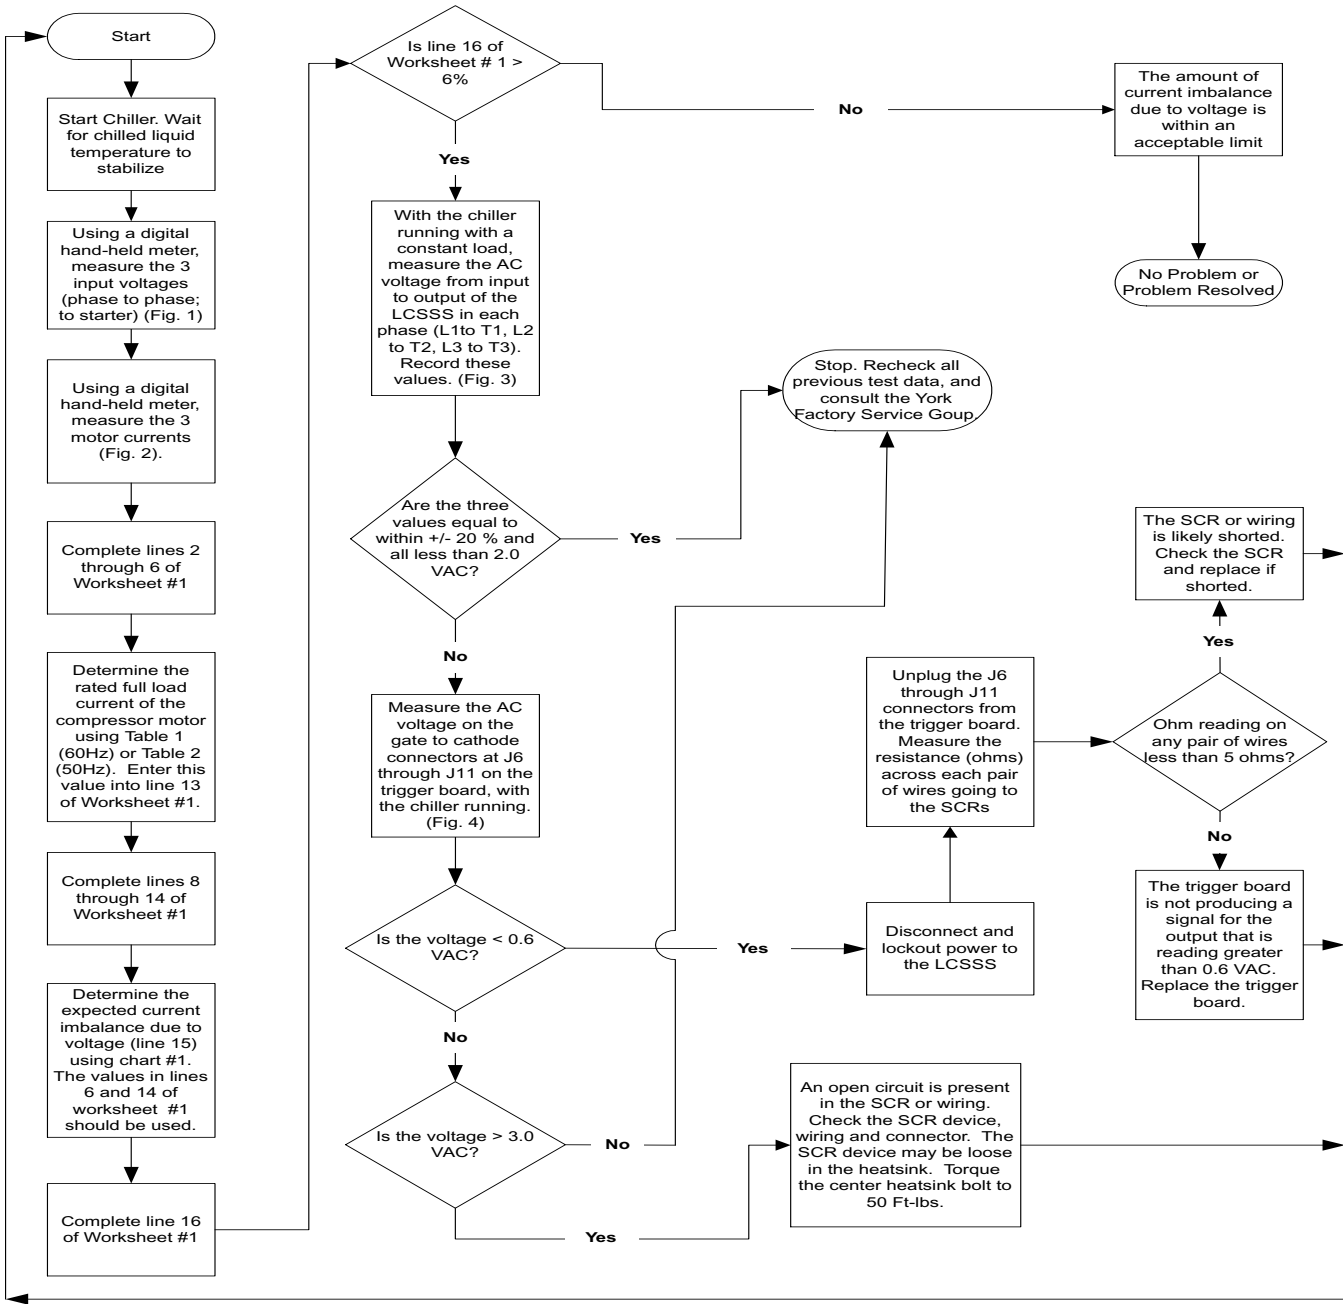 Start
Start Chiller. Wait
for chilled liquid
temperature to
stabilize
Using a digital
hand-held meter,
measure the 3
input voltages
(phase to phase;
to starter) (Fig. 1)
Using a digital
hand-held meter,
measure the 3
motor currents
(Fig. 2).
Complete lines 2
through 6 of
Worksheet #1
Determine the
rated full load
current of the
compressor motor
using Table 1
(60Hz) or Table 2
(50Hz). Enter this
value into line 13
of Worksheet #1.
Complete lines 8
through 14 of
Worksheet #1
Determine the
expected current
imbalance due to
voltage (line 15)
using chart #1.
The values in lines
6 and 14 of
worksheet #1
should be used.
Complete line 16
of Worksheet #1
Is line 16 of
Worksheet # 1 >
6%
No
The amount of
current imbalance
due to voltage is
within an
acceptable limit
No Problem or
Problem Resolved
Yes
With the chiller
running with a
constant load,
measure the AC
voltage from input
to output of the
LCSSS in each
phase (L1to T1, L2
to T2, L3 to T3).
Record these
values. (Fig. 3)
Are the three
values equal to
within +/- 20 % and
all less than 2.0
VAC?
Yes
Stop. Recheck all
previous test data, and
consult the York
Factory Service Goup.
No
Measure the AC
voltage on the
gate to cathode
connectors at J6
through J11 on the
trigger board, with
the chiller running.
(Fig. 4)
Is the voltage < 0.6
VAC?
Yes
Disconnect and
lockout power to
the LCSSS
Unplug the J6
through J11
connectors from
the trigger board.
Measure the
resistance (ohms)
across each pair
of wires going to
the SCRs
Ohm reading on
any pair of wires
less than 5 ohms?
Yes
The SCR or wiring
is likely shorted.
Check the SCR
and replace if
shorted.
No
The trigger board
is not producing a
signal for the
output that is
reading greater
than 0.6 VAC.
Replace the trigger
board.
No
Is the voltage > 3.0
VAC?
No
Yes
An open circuit is present
in the SCR or wiring.
Check the SCR device,
wiring and connector. The
SCR device may be loose
in the heatsink. Torque
the center heatsink bolt to
50 Ft-lbs.